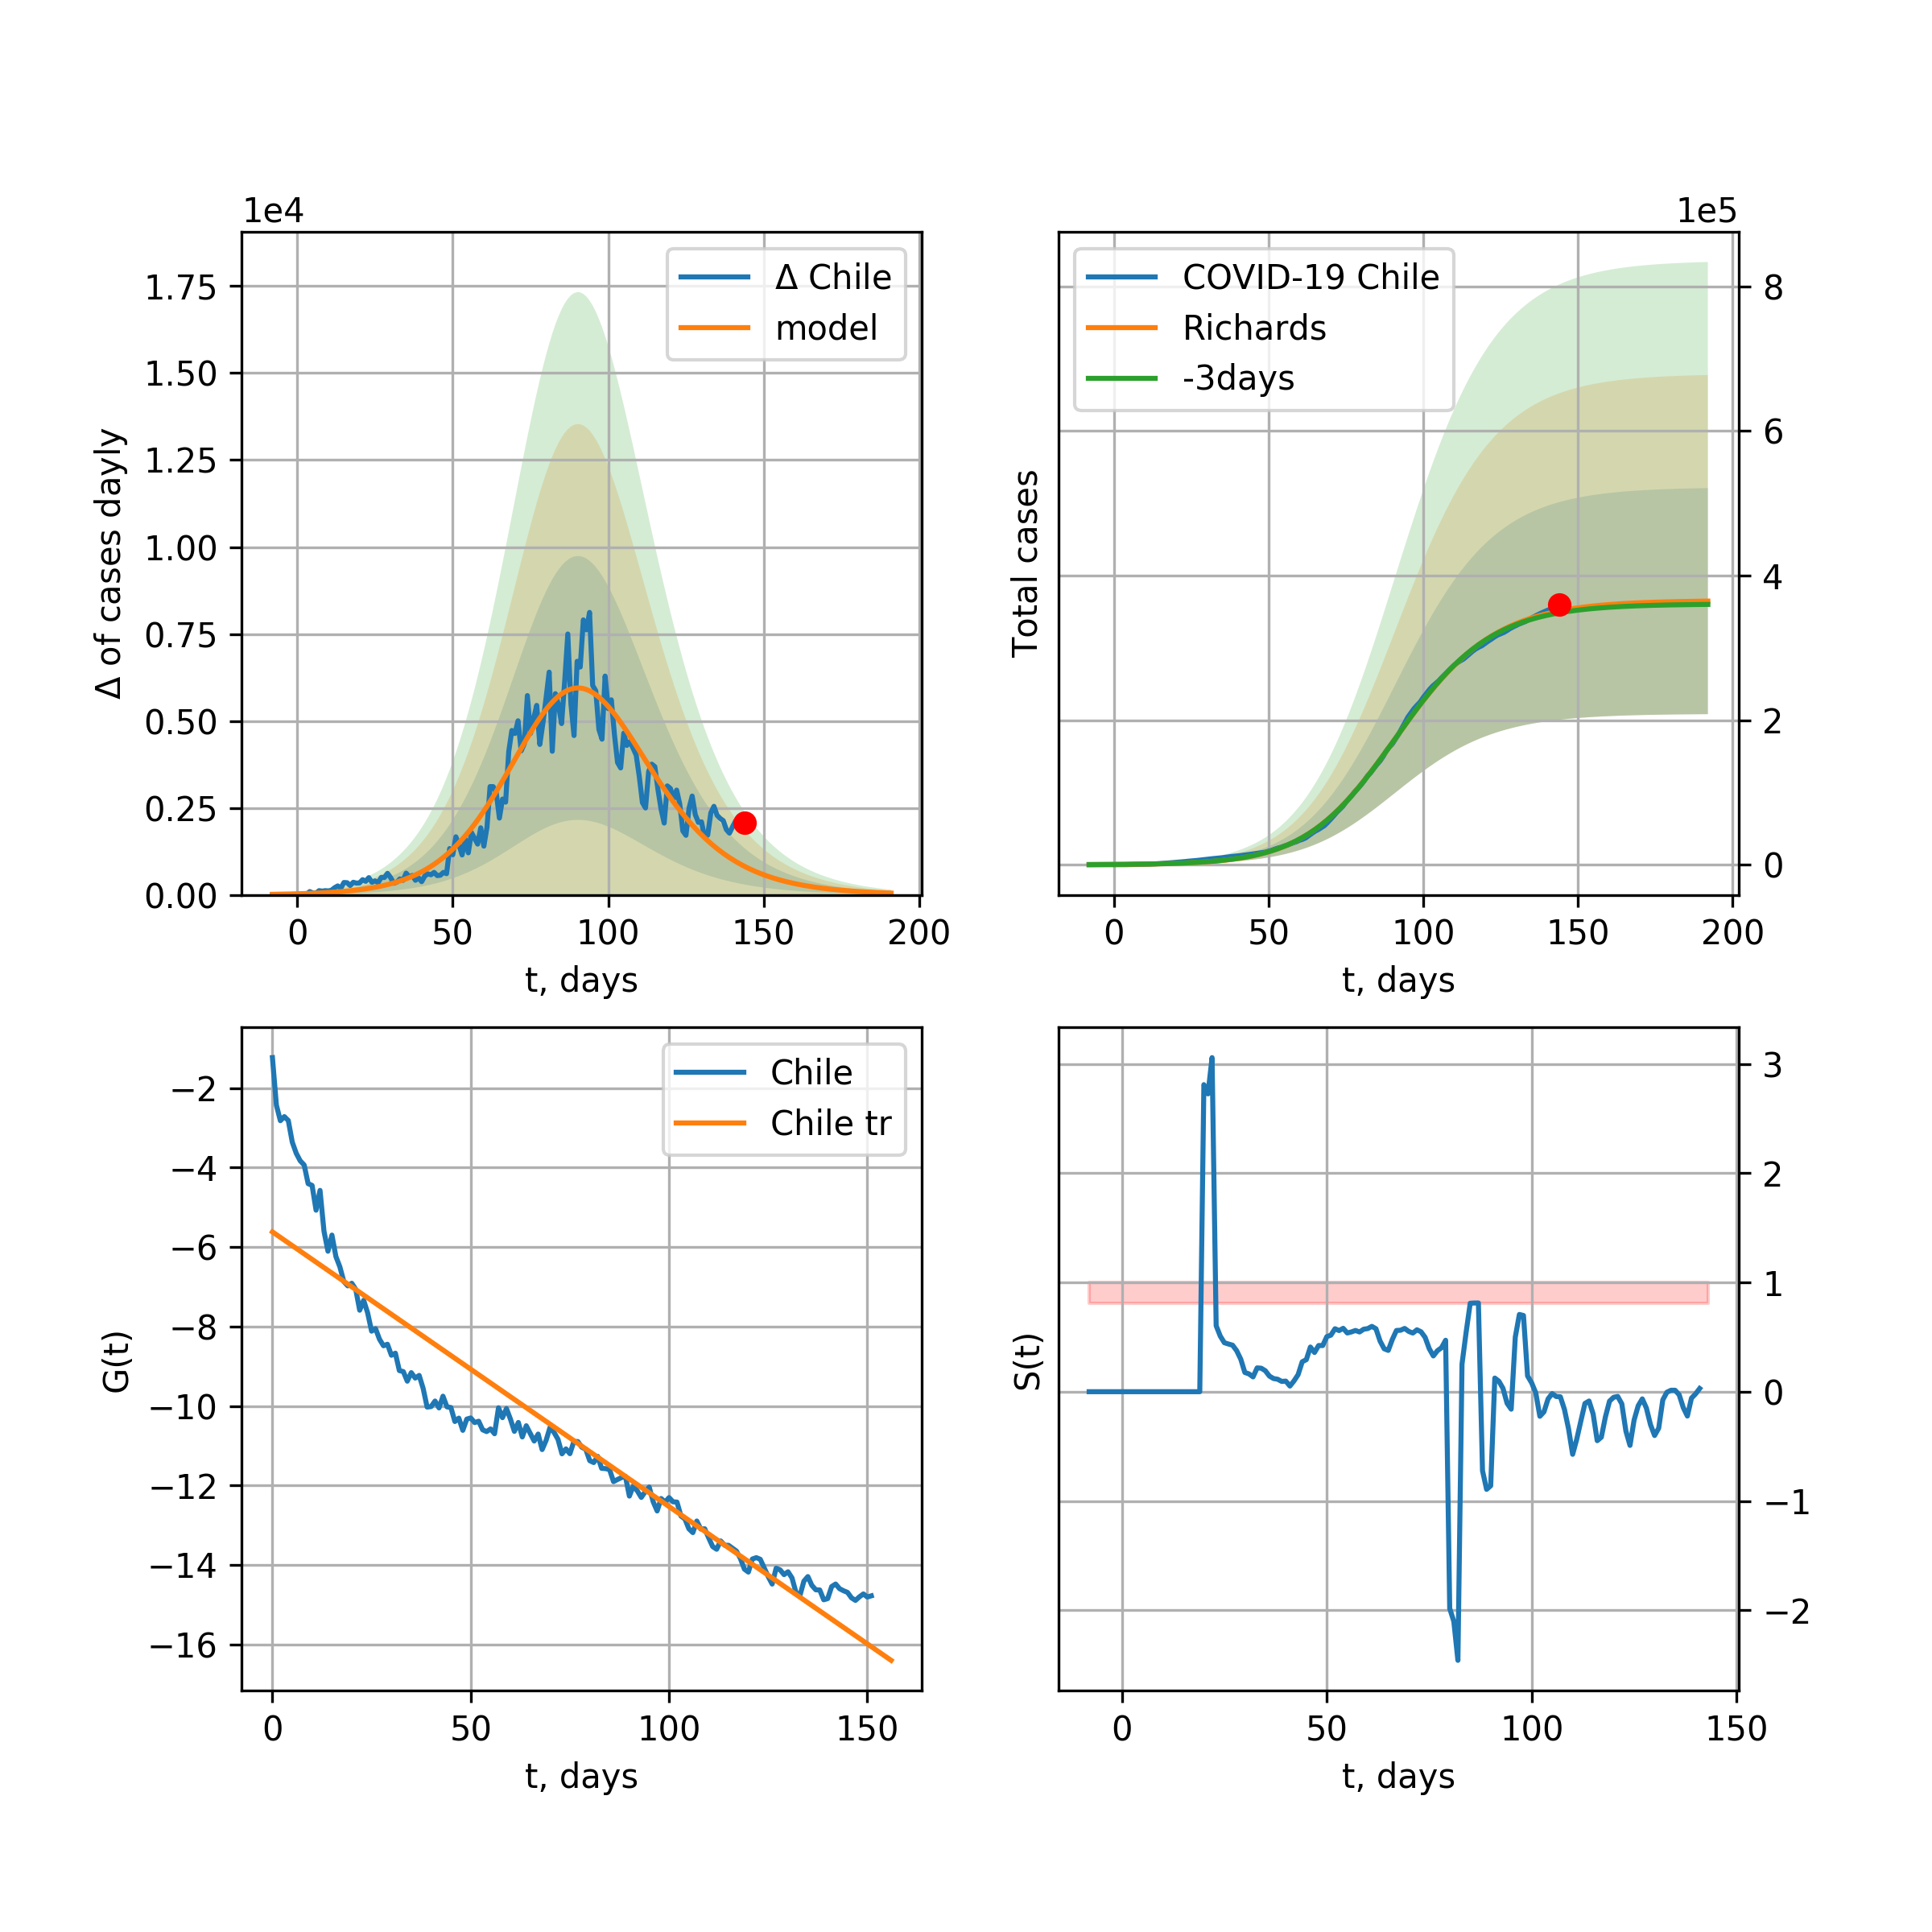 1e4
Δ of cases dayly
1.75
1.50
1.25
1.00
0.75
0.50
0.25
0.00
Δ Chile
model
0 50 100 150 200
t, days
1e5
Total cases
COVID-19 Chile
Richards
-3days
8
6
4
2
0
0 50 100 150 200
t, days
G(t)
−2
−4
−6
−8
−10
−12
−14
−16
Chile
Chile tr
0 50 100 150
t, days
S(t)
3
2
1
0
−1
−2
0 50 100 150
t, days